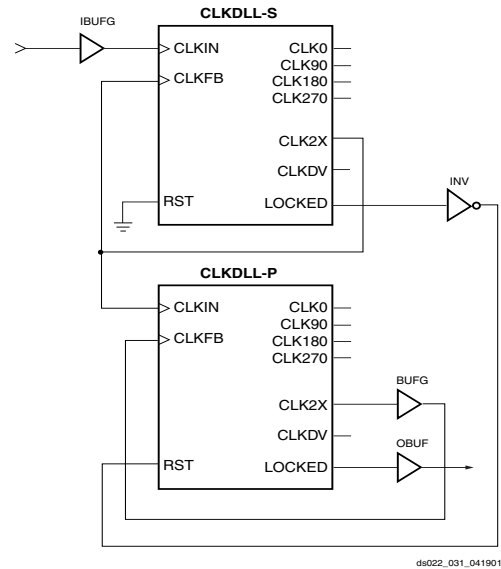 CLKDLL-S
IBUFG
CLKIN
CLK0
CLK90
CLKFB
CLK180
CLK270
CLK2X
CLKDV
INV
RST
LOCKED
CLKDLL-P
CLKIN
CLK0
CLK90
CLKFB
CLK180
CLK270
BUFG
CLK2X
CLKDV
OBUF
RST
LOCKED
ds022_031_041901